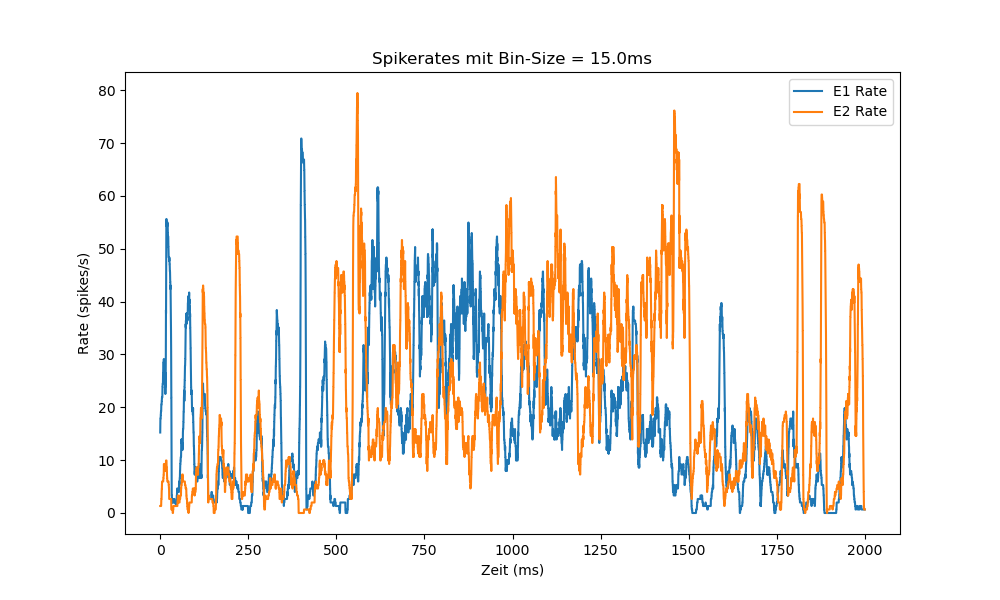 Spikerates mit Bin-Size = 15.0ms
E1 Rate
E2 Rate
80
70
60
50
40
30
20
10
0
Rate (spikes/s)
0 250 500 750 1000 1250 1500 1750 2000
Zeit (ms)